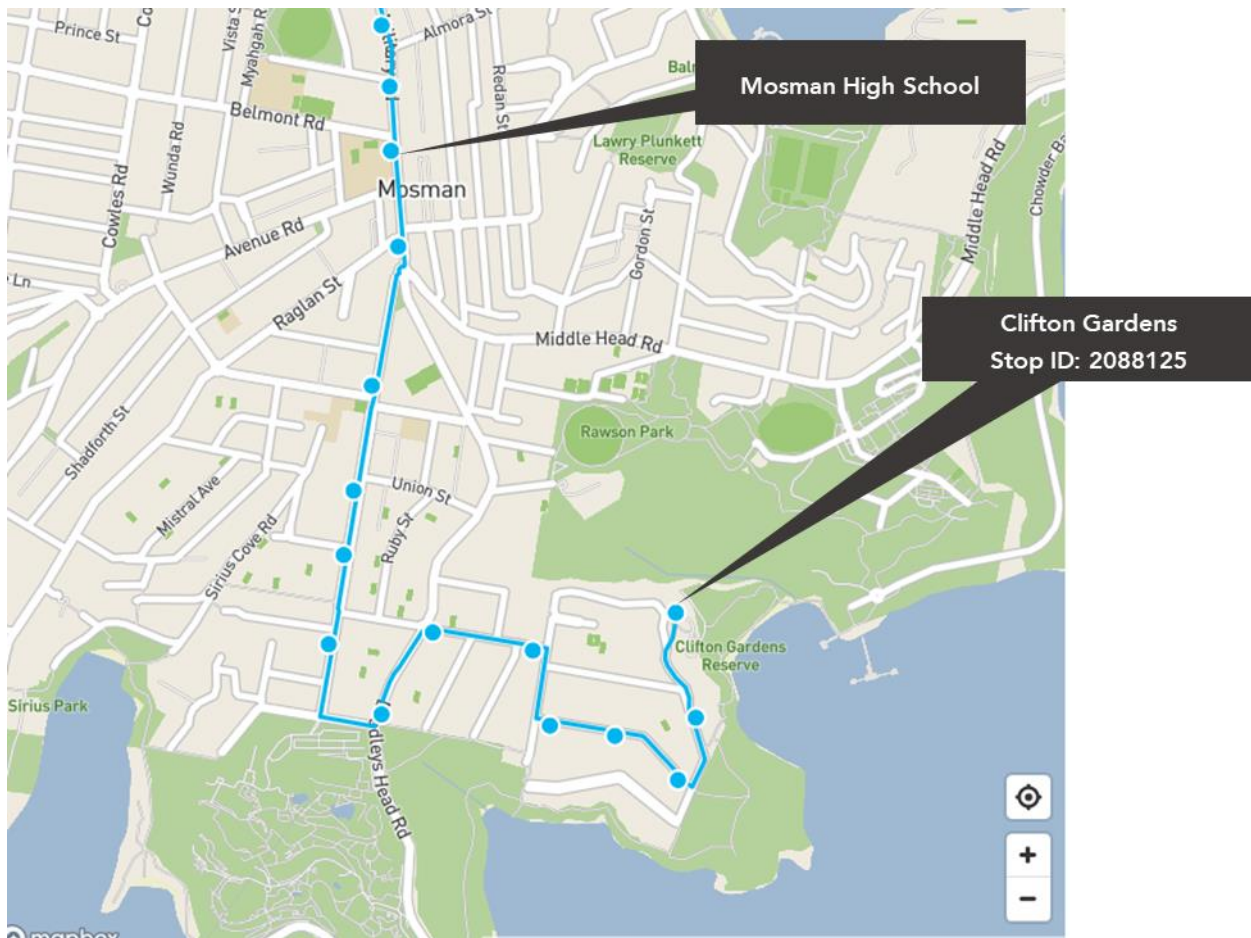 Prince St
Vista S
Myahgah R
Almora St
Redan St
Mosman High School
Belmont Rd
Wunda Rd
Lawry Plunkett
Reserve
Cowles Rd
Mosman
Middle Head Rd
Avenue Rd
Gordon St
Ln
Raglan St
Clifton Gardens
Stop ID: 2088125
Middle Head Rd
Shadforth St
Rawson Park
Union St
Mistral Ave
Ruby St
Sirius Cove Rd
Clifton Gardens
Reserve
Sirius Park
dleys Head Rd
+
−
mapbox